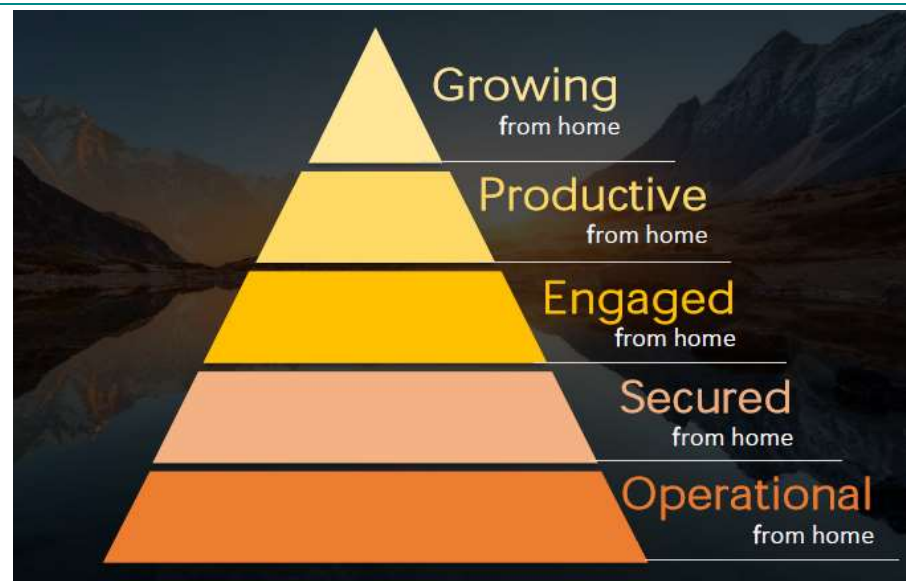 Growing
from home
Productive
from home
Engaged
from home
Secured
from home
Operational
from home